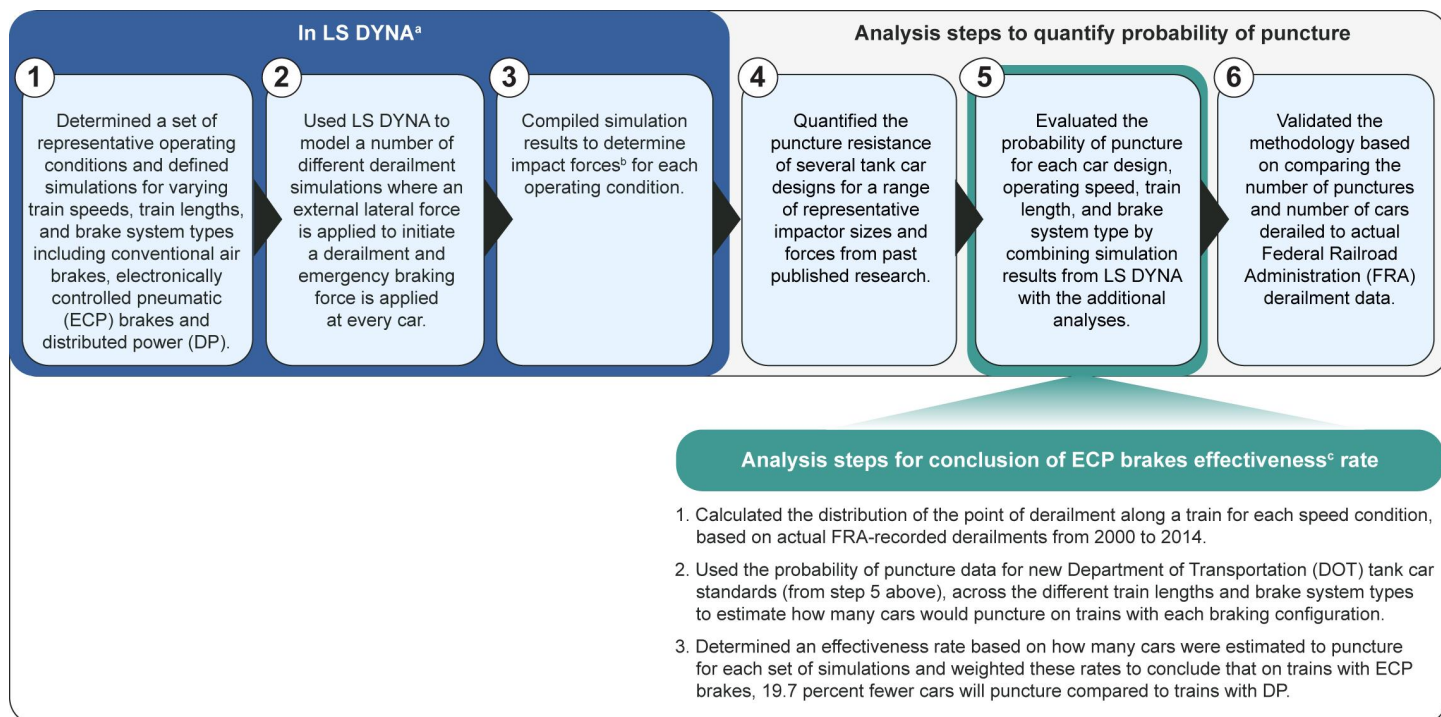 In LS DYNAª
Analysis steps to quantify probability of puncture
1
Determined a set of
representative operating
conditions and defined
simulations for varying
train speeds, train lengths,
and brake system types
including conventional air
brakes, electronically
controlled pneumatic
(ECP) brakes and
distributed power (DP).
2
Used LS DYNA to
model a number of
different derailment
simulations where an
external lateral force
is applied to initiate
a derailment and
emergency braking
force is applied
at every car.
3
Compiled simulation
results to determine
impact forcesᵇ for each
operating condition.
4
Quantified the
puncture resistance
of several tank car
designs for a range
of representative
impactor sizes and
forces from past
published research.
5
Evaluated the
probability of puncture
for each car design,
operating speed, train
length, and brake
system type by
combining simulation
results from LS DYNA
with the additional
analyses.
6
Validated the
methodology based
on comparing the
number of punctures
and number of cars
derailed to actual
Federal Railroad
Administration (FRA)
derailment data.
Analysis steps for conclusion of ECP brakes effectivenessᶜ rate
1. Calculated the distribution of the point of derailment along a train for each speed condition,
based on actual FRA-recorded derailments from 2000 to 2014.
2. Used the probability of puncture data for new Department of Transportation (DOT) tank car
standards (from step 5 above), across the different train lengths and brake system types
to estimate how many cars would puncture on trains with each braking configuration.
3. Determined an effectiveness rate based on how many cars were estimated to puncture
for each set of simulations and weighted these rates to conclude that on trains with ECP
brakes, 19.7 percent fewer cars will puncture compared to trains with DP.